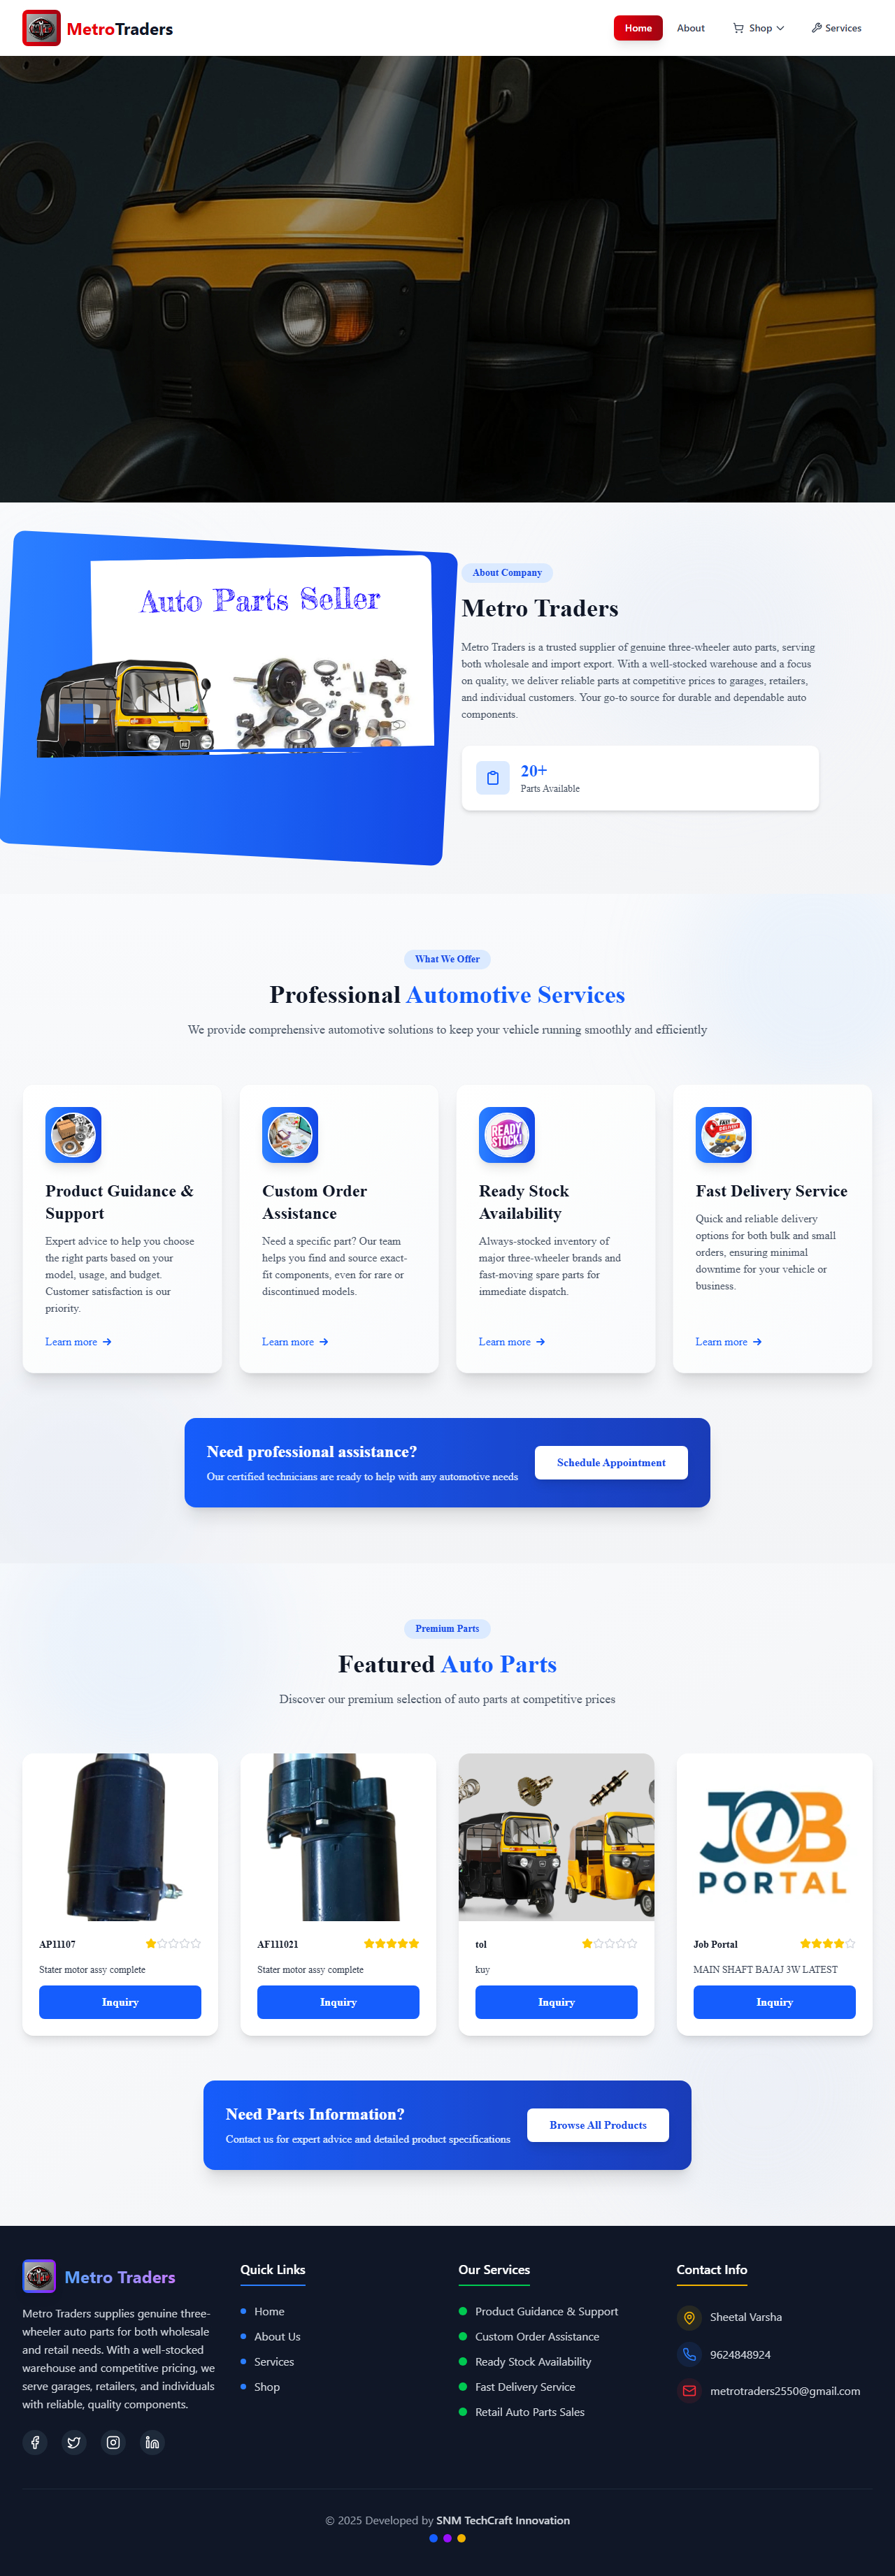 MetroTraders
Home
About
Shop
Services
Auto Parts Seller
About Company
Metro Traders
Metro Traders is a trusted supplier of genuine three-wheeler auto parts, serving
both wholesale and import export. With a well-stocked warehouse and a focus
on quality, we deliver reliable parts at competitive prices to garages, retailers,
and individual customers. Your go-to source for durable and dependable auto
components.
20+
Parts Available
What We Offer
Professional Automotive Services
We provide comprehensive automotive solutions to keep your vehicle running smoothly and efficiently
Product Guidance &
Support
Expert advice to help you choose
the right parts based on your
model, usage, and budget.
Customer satisfaction is our
priority.
Learn more
Custom Order
Assistance
Need a specific part? Our team
helps you find and source exact-
fit components, even for rare or
discontinued models.
Learn more
READY
STOCK!
Ready Stock
Availability
Always-stocked inventory of
major three-wheeler brands and
fast-moving spare parts for
immediate dispatch.
Learn more
FAST
DELIVERY
Fast Delivery Service
Quick and reliable delivery
options for both bulk and small
orders, ensuring minimal
downtime for your vehicle or
business.
Learn more
Need professional assistance?
Our certified technicians are ready to help with any automotive needs
Schedule Appointment
Premium Parts
Featured Auto Parts
Discover our premium selection of auto parts at competitive prices
AP11107
Stater motor assy complete
Inquiry
AF111021
Stater motor assy complete
Inquiry
tol
kuy
Inquiry
JOB
PORTAL
Job Portal
MAIN SHAFT BAJAJ 3W LATEST
Inquiry
Need Parts Information?
Contact us for expert advice and detailed product specifications
Browse All Products
Metro Traders
Metro Traders supplies genuine three-
wheeler auto parts for both wholesale
and retail needs. With a well-stocked
warehouse and competitive pricing, we
serve garages, retailers, and individuals
with reliable, quality components.
Quick Links
Home
About Us
Services
Shop
Our Services
Product Guidance & Support
Custom Order Assistance
Ready Stock Availability
Fast Delivery Service
Retail Auto Parts Sales
Contact Info
Sheetal Varsha
9624848924
metrotraders2550@gmail.com
© 2025 Developed by SNM TechCraft Innovation